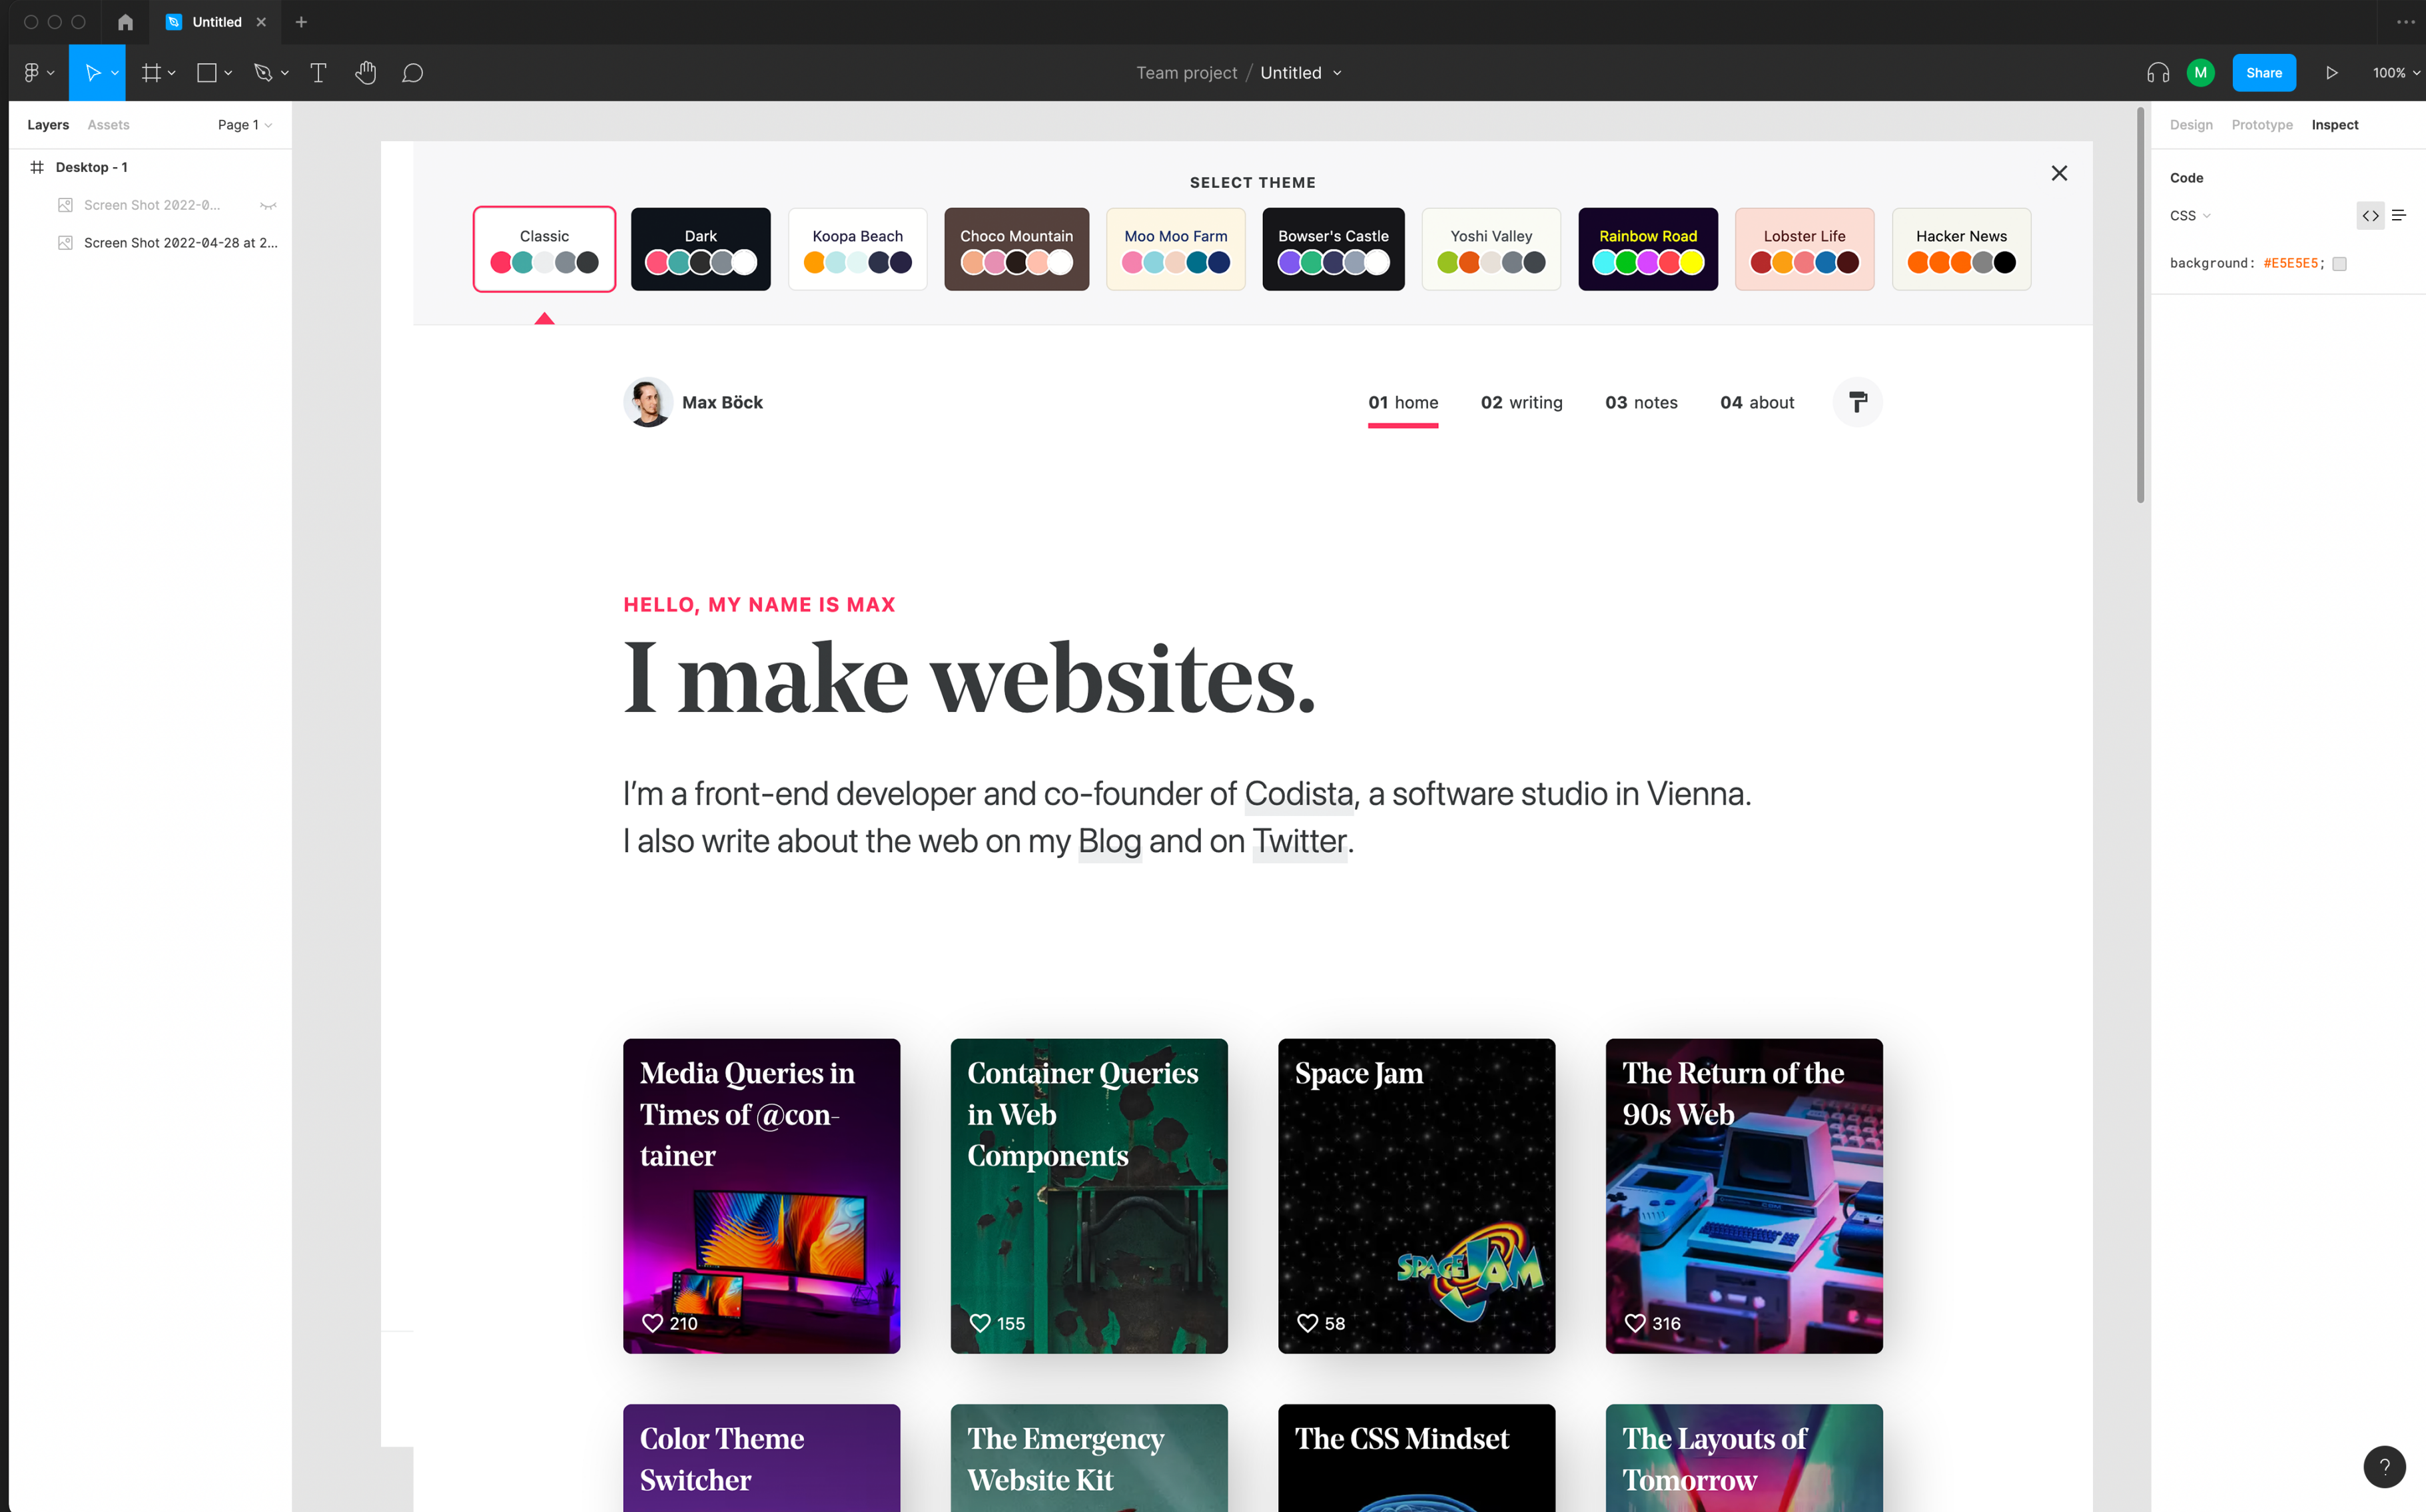 Untitled
Team project / Untitled
M
Share
100%
Layers Assets Page 1
Desktop - 1
Screen Shot 2022-0...
Screen Shot 2022-04-28 at 2...
SELECT THEME
Classic
Dark
Koopa Beach
Choco Mountain
Moo Moo Farm
Bowser's Castle
Yoshi Valley
Rainbow Road
Lobster Life
Hacker News
Max Böck
01 home
02 writing
03 notes
04 about
HELLO, MY NAME IS MAX
I make websites.
I'm a front-end developer and co-founder of Codista, a software studio in Vienna.
I also write about the web on my Blog and on Twitter.
Media Queries in
Times of @con-
tainer
210
Container Queries
in Web
Components
155
Space Jam
SPACE JAM
58
The Return of the
90s Web
316
Color Theme
Switcher
The Emergency
Website Kit
The CSS Mindset
The Layouts of
Tomorrow
Design Prototype Inspect
Code
CSS
background: #E5E5E5;
?